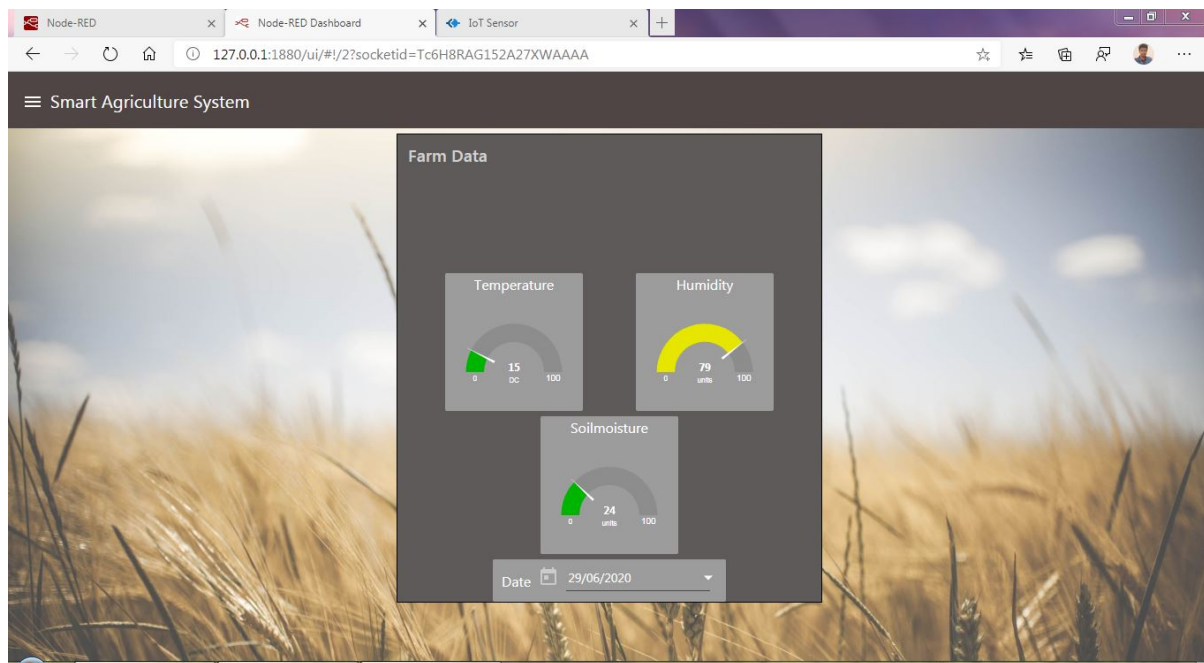 Node-RED
Node-RED Dashboard
IoT Sensor
127.0.0.1:1880/ui/#!/2?socketid=Tc6H8RAG152A27XWAAAA
Smart Agriculture System
Farm Data
Temperature
15
DC
0
100
Humidity
79
units
0
100
Soilmoisture
24
units
0
100
Date 29/06/2020